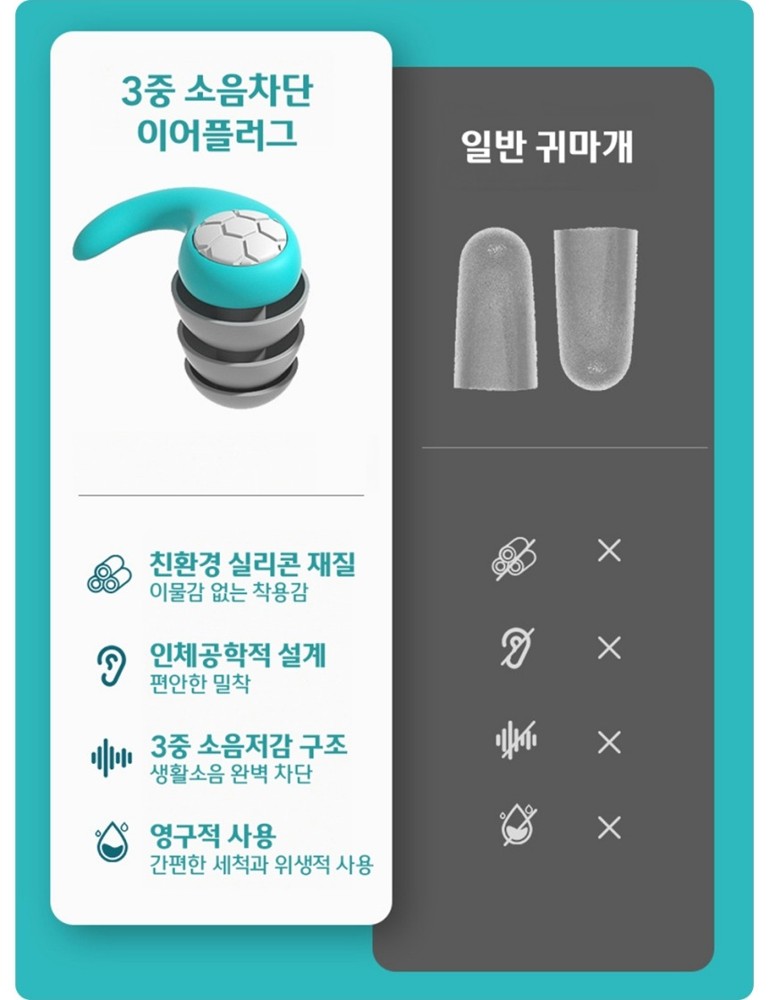 3중 소음차단
이어플러그
일반 귀마개
친환경 실리콘 재질
이물감 없는 착용감
인체공학적 설계
편안한 밀착
3중 소음저감 구조
생활소음 완벽 차단
영구적 사용
간편한 세척과 위생적 사용